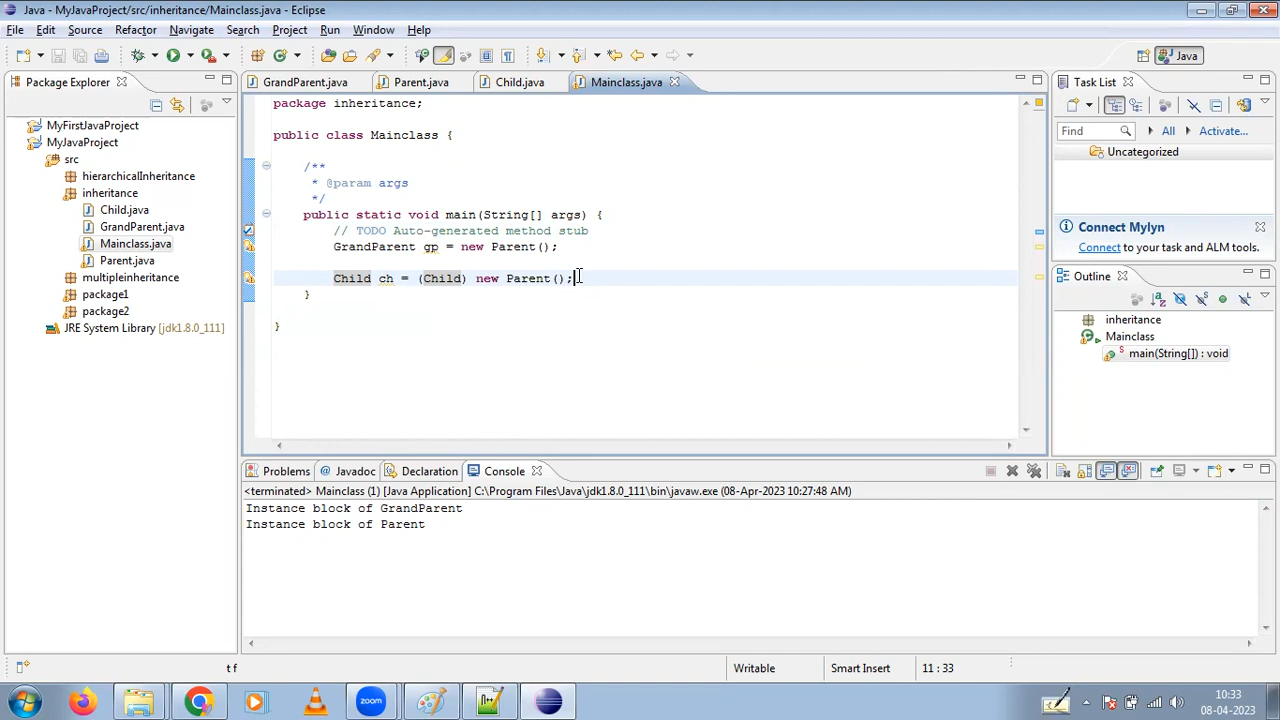 Java - MyJavaProject/src/inheritance/Mainclass.java - Eclipse
File Edit Source Refactor Navigate Search Project Run Window Help
Java
Package Explorer
MyFirstJavaProject
MyJavaProject
src
hierarchicalInheritance
inheritance
Child.java
GrandParent.java
Mainclass.java
Parent.java
multipleinheritance
package1
package2
JRE System Library [jdk1.8.0_111]
GrandParent.java Parent.java Child.java Mainclass.java
package inheritance;
public class Mainclass {
/**
* @param args
*/
public static void main(String[] args) {
// TODO Auto-generated method stub
GrandParent gp = new Parent();
Child ch = (Child) new Parent();
}
}
Task List
Find All Activate...
Uncategorized
Connect Mylyn
Connect to your task and ALM tools.
Outline
inheritance
Mainclass
main(String[]) : void
Problems Javadoc Declaration Console
<terminated> Mainclass (1) [Java Application] C:\Program Files\Java\jdk1.8.0_111\bin\javaw.exe (08-Apr-2023 10:27:48 AM)
Instance block of GrandParent
Instance block of Parent
t f Writable Smart Insert 11 : 33
zoom
10:33
08-04-2023